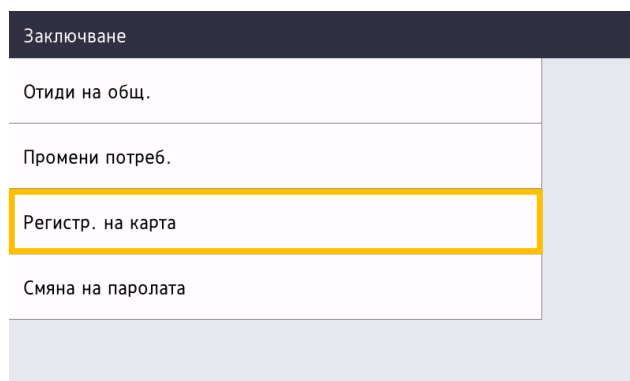 Заключване
Отиди на общ.
Промени потреб.
Регистр. на карта
Смяна на паролата